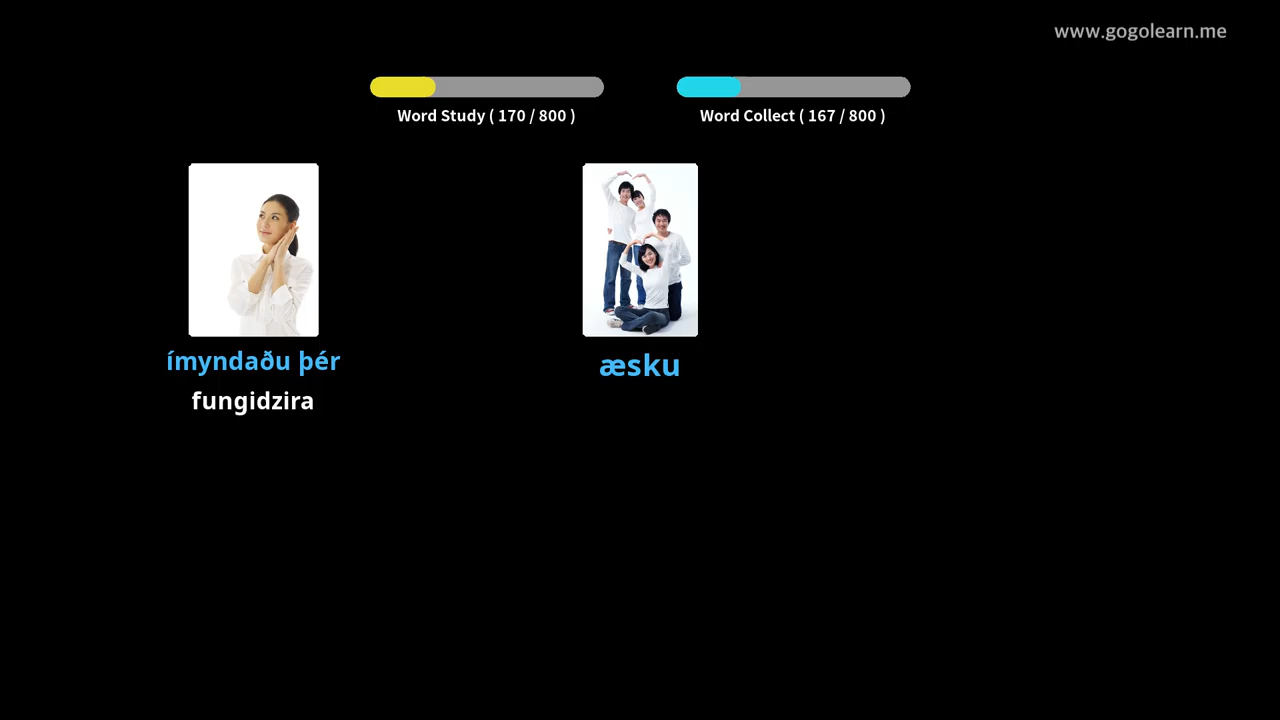 www.gogolearn.me
Word Study ( 170 / 800 )
Word Collect ( 167 / 800 )
ímyndaðu þér
fungidzira
æsku